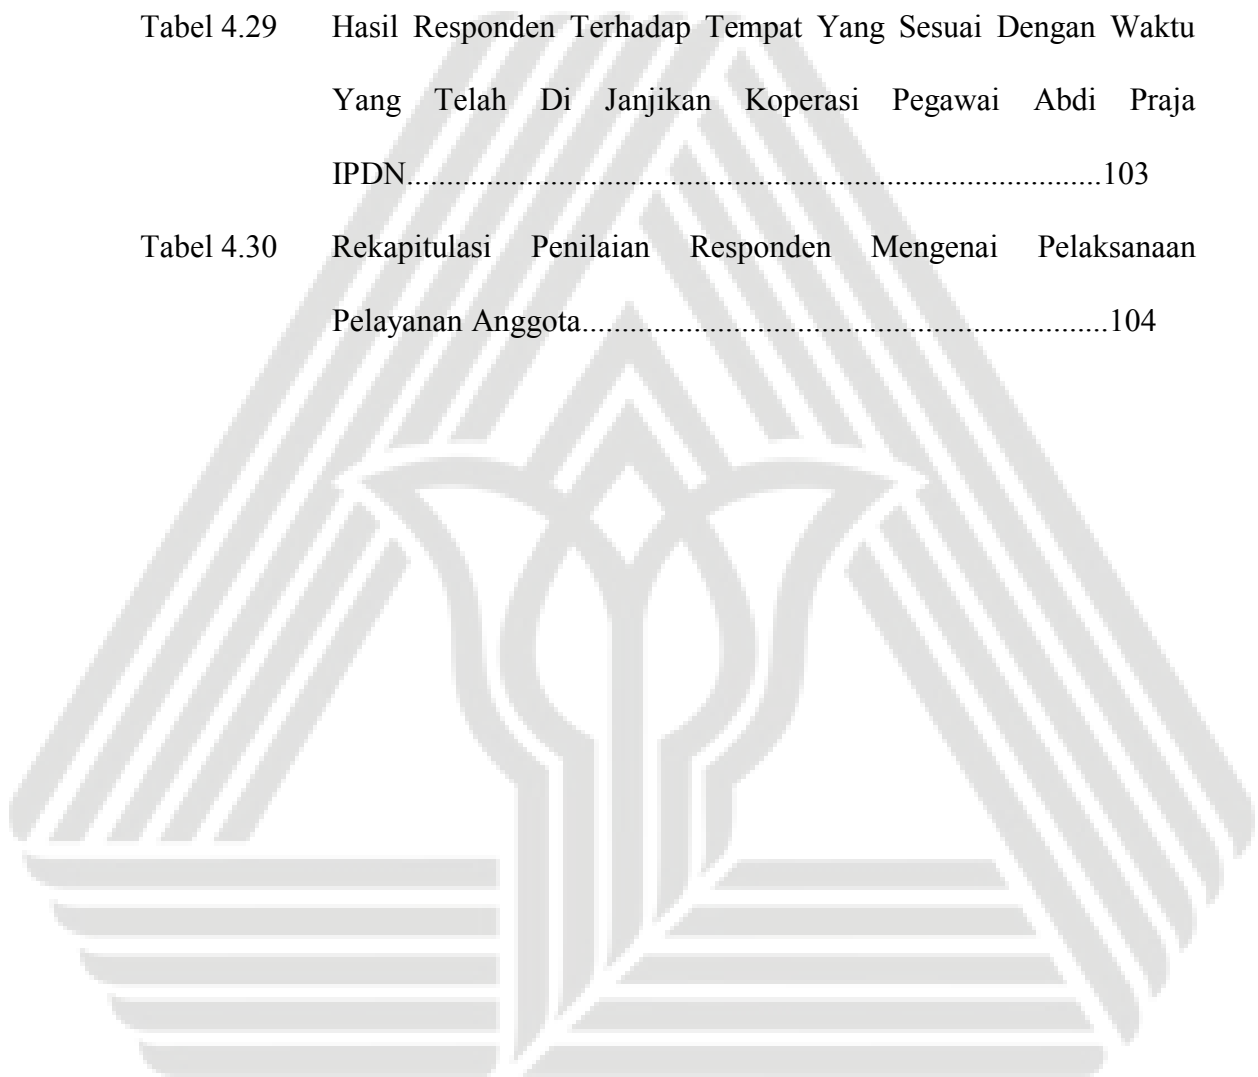 Tabel 4.29 Hasil Responden Terhadap Tempat Yang Sesuai Dengan Waktu
Yang Telah Di Janjikan Koperasi Pegawai Abdi Praja
IPDN.......................................................................................103
Tabel 4.30 Rekapitulasi Penilaian Responden Mengenai Pelaksanaan
Pelayanan Anggota..................................................................104